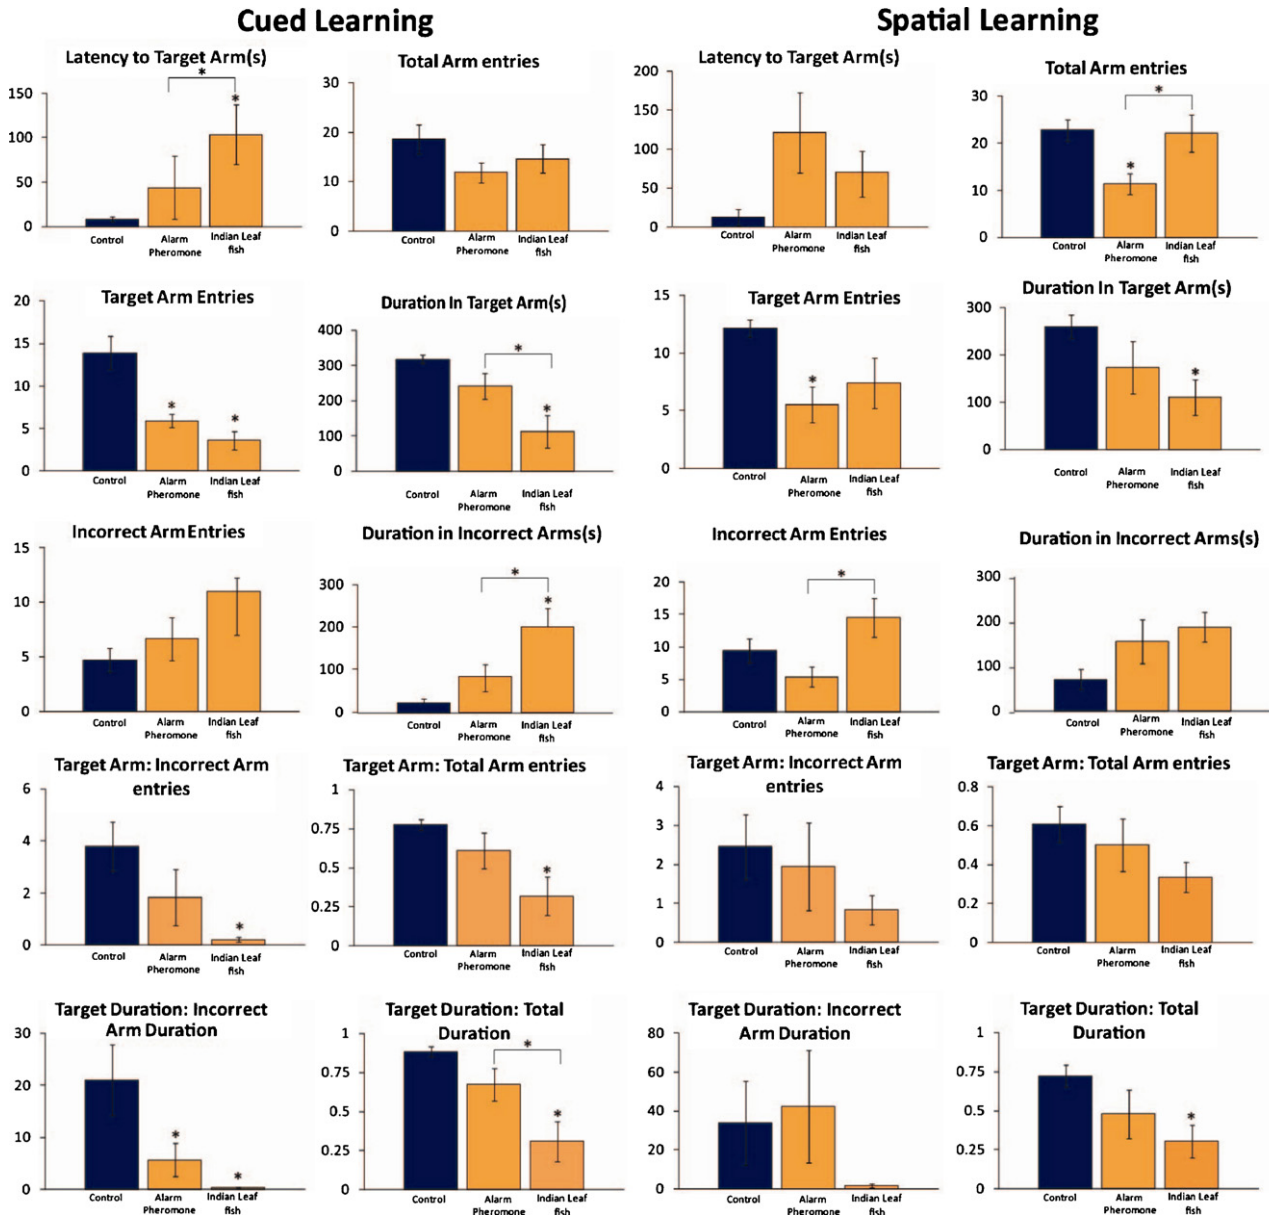 Cued Learning
Spatial Learning
Latency to Target Arm(s)
*
*
150
100
50
0
Control
Alarm
Pheromone
Indian Leaf
fish
Total Arm entries
30
20
10
0
Control
Alarm
Pheromone
Indian Leaf
fish
Latency to Target Arm(s)
200
150
100
50
0
Control
Alarm
Pheromone
Indian Leaf
fish
Total Arm entries
*
*
30
20
10
0
Control
Alarm
Pheromone
Indian Leaf
fish
Target Arm Entries
20
15
10
5
0
*
*
Control
Alarm
Pheromone
Indian Leaf
fish
Duration In Target Arm(s)
400
300
200
100
0
*
*
Control
Alarm
Pheromone
Indian Leaf
fish
Target Arm Entries
15
10
5
0
*
Control
Alarm
Pheromone
Indian Leaf
fish
Duration In Target Arm(s)
300
200
100
0
*
Control
Alarm
Pheromone
Indian Leaf
fish
Incorrect Arm Entries
15
10
5
0
Control
Alarm
Pheromone
Indian Leaf
fish
Duration in Incorrect Arms(s)
300
200
100
0
*
*
Control
Alarm
Pheromone
Indian Leaf
fish
Incorrect Arm Entries
20
15
10
5
0
*
Control
Alarm
Pheromone
Indian Leaf
fish
Duration in Incorrect Arms(s)
300
200
100
0
Control
Alarm
Pheromone
Indian Leaf
fish
Target Arm: Incorrect Arm
entries
6
4
2
0
*
Control
Alarm
Pheromone
Indian Leaf
fish
Target Arm: Total Arm entries
1
0.75
0.5
0.25
0
*
Control
Alarm
Pheromone
Indian Leaf
fish
Target Arm: Incorrect Arm
entries
4
3
2
1
0
Control
Alarm
Pheromone
Indian Leaf
fish
Target Arm: Total Arm entries
0.8
0.6
0.4
0.2
0
Control
Alarm
Pheromone
Indian Leaf
fish
Target Duration: Incorrect
Arm Duration
30
20
10
0
*
*
Control
Alarm
Pheromone
Indian Leaf
fish
Target Duration: Total
Duration
1
0.75
0.5
0.25
0
*
*
Control
Alarm
Pheromone
Indian Leaf
fish
Target Duration: Incorrect
Arm Duration
80
60
40
20
0
Control
Alarm
Pheromone
Indian Leaf
fish
Target Duration: Total
Duration
1
0.75
0.5
0.25
0
*
Control
Alarm
Pheromone
Indian Leaf
fish